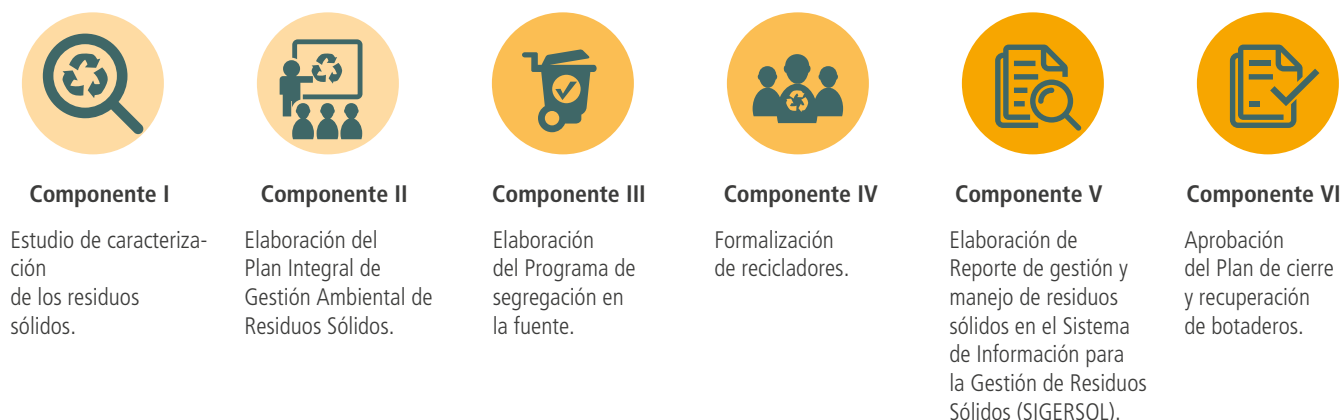 Componente I
Estudio de caracteriza-
ción
de los residuos
sólidos.
Componente II
Elaboración del
Plan Integral de
Gestión Ambiental de
Residuos Sólidos.
Componente III
Elaboración
del Programa de
segregación en
la fuente.
Componente IV
Formalización
de recicladores.
Componente V
Elaboración de
Reporte de gestión y
manejo de residuos
sólidos en el Sistema
de Información para
la Gestión de Residuos
Sólidos (SIGERSOL).
Componente VI
Aprobación
del Plan de cierre
y recuperación
de botaderos.